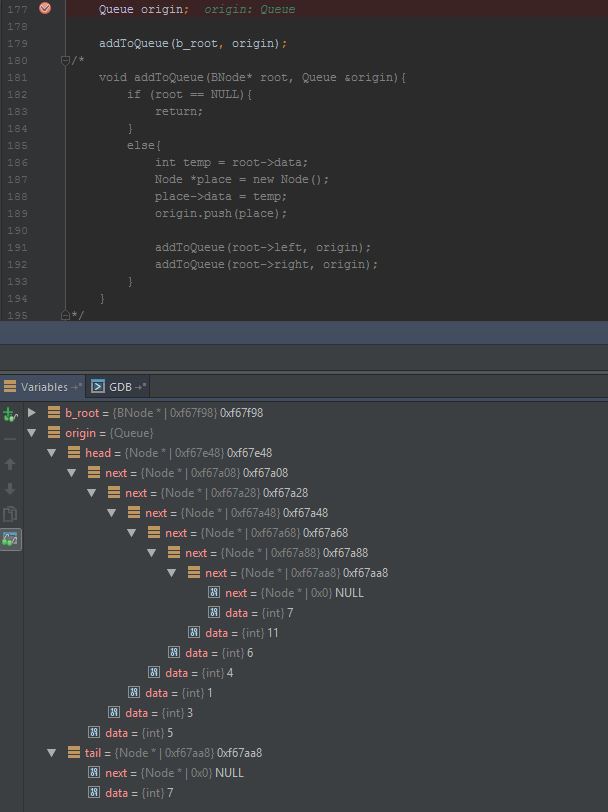 177 Queue origin; origin: Queue
178
179 addToQueue(b_root, origin);
180 /*
181 void addToQueue(BNode* root, Queue &origin){
182 if (root == NULL){
183 return;
184 }
185 else{
186 int temp = root->data;
187 Node *place = new Node();
188 place->data = temp;
189 origin.push(place);
190
191 addToQueue(root->left, origin);
192 addToQueue(root->right, origin);
193 }
194 }
195 */
Variables →* GDB →*
b_root = {BNode * | 0xf67f98} 0xf67f98
origin = {Queue}
head = {Node * | 0xf67e48} 0xf67e48
next = {Node * | 0xf67a08} 0xf67a08
next = {Node * | 0xf67a28} 0xf67a28
next = {Node * | 0xf67a48} 0xf67a48
next = {Node * | 0xf67a68} 0xf67a68
next = {Node * | 0xf67a88} 0xf67a88
next = {Node * | 0xf67aa8} 0xf67aa8
next = {Node * | 0x0} NULL
data = {int} 7
data = {int} 11
data = {int} 6
data = {int} 4
data = {int} 1
data = {int} 3
data = {int} 5
tail = {Node * | 0xf67aa8} 0xf67aa8
next = {Node * | 0x0} NULL
data = {int} 7